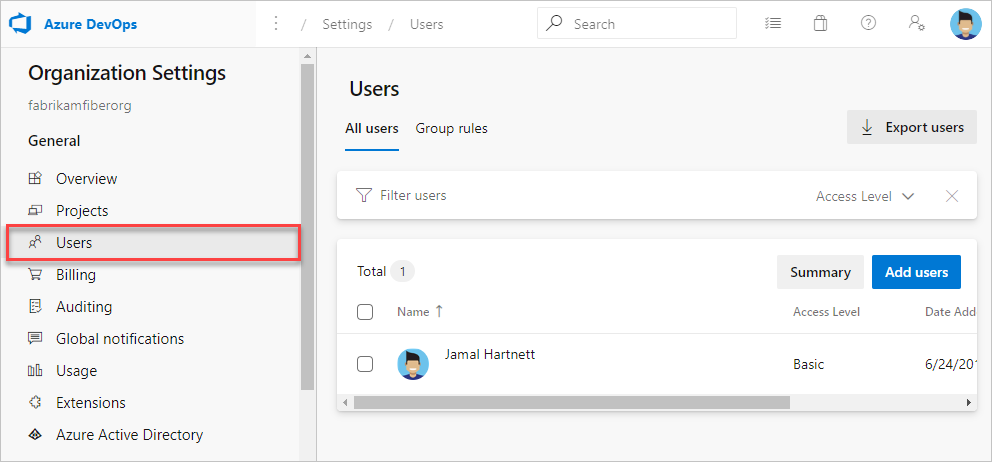 Azure DevOps / Settings / Users Search
Organization Settings
fabrikamfiberorg
General
Overview
Projects
Users
Billing
Auditing
Global notifications
Usage
Extensions
Azure Active Directory
Users
All users Group rules Export users
Filter users Access Level
Total 1 Summary Add users
Name ↑ Access Level Date Add
Jamal Hartnett Basic 6/24/201